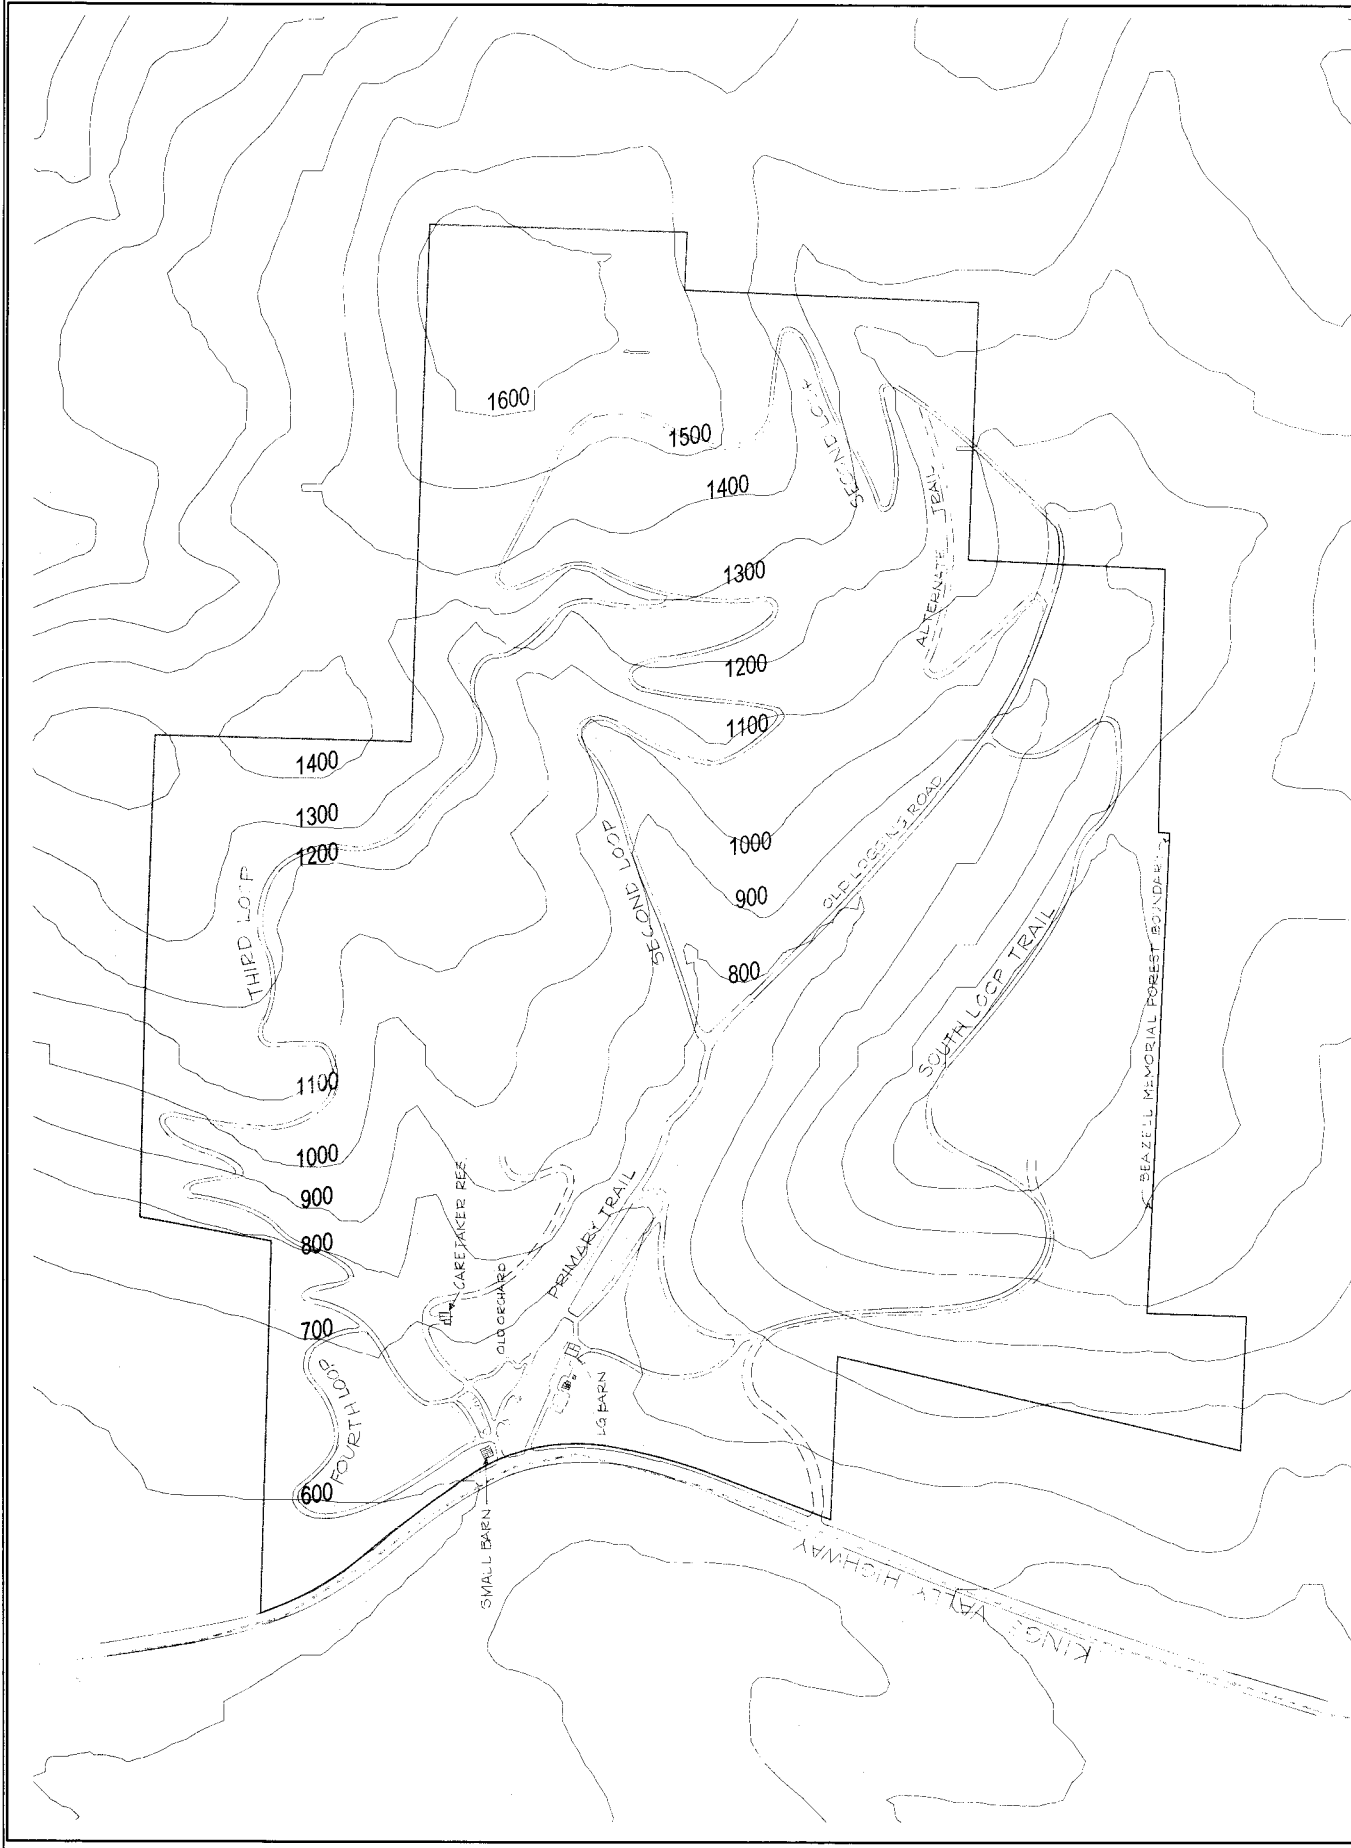 1600
1500
SECOND LOOP
1400
ALTERNATE TRAIL
1300
1200
1100
1400
1300
1200
1000
OLD LOGGING ROAD
900
SECOND LOOP
THIRD LOOP
800
SOUTH LOOP TRAIL
BEAZELL MEMORIAL FOREST BOUNDARY
1100
1000
900
CARETAKER RES.
PRIMARY TRAIL
800
OLD ORCHARD
700
FOURTH LOOP
LG BARN
600
SMALL BARN
KINGS VALLY HIGHWAY